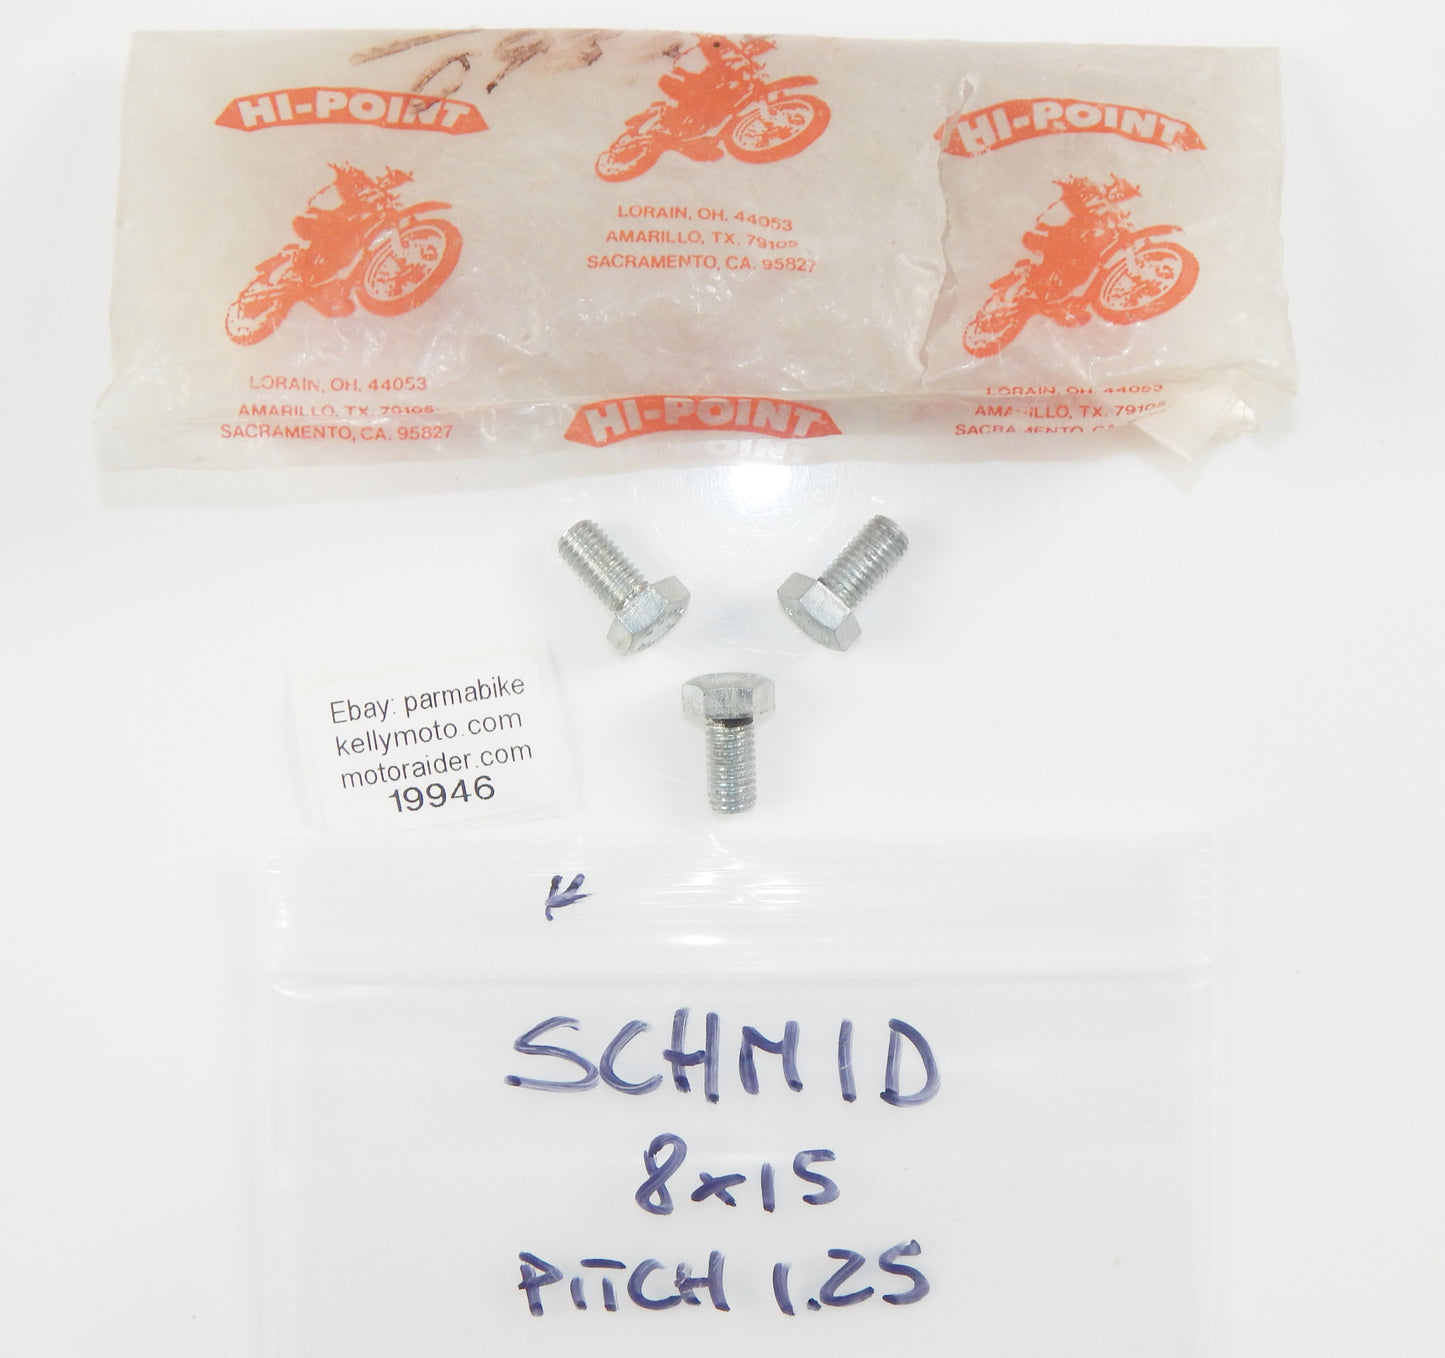 HI-POINT
HI-POINT
LORAIN, OH. 44053
AMARILLO, TX. 79105
SACRAMENTO, CA. 95827
LORAIN, OH. 44053
AMARILLO, TX. 79105
SACRAMENTO, CA. 95827
HI-POINT
LORAIN, OH. 44053
AMARILLO, TX. 79105
Ebay: parmabike
kellymoto.com
motoraider.com
19946
SCHMID
8x15
PITCH 1.25